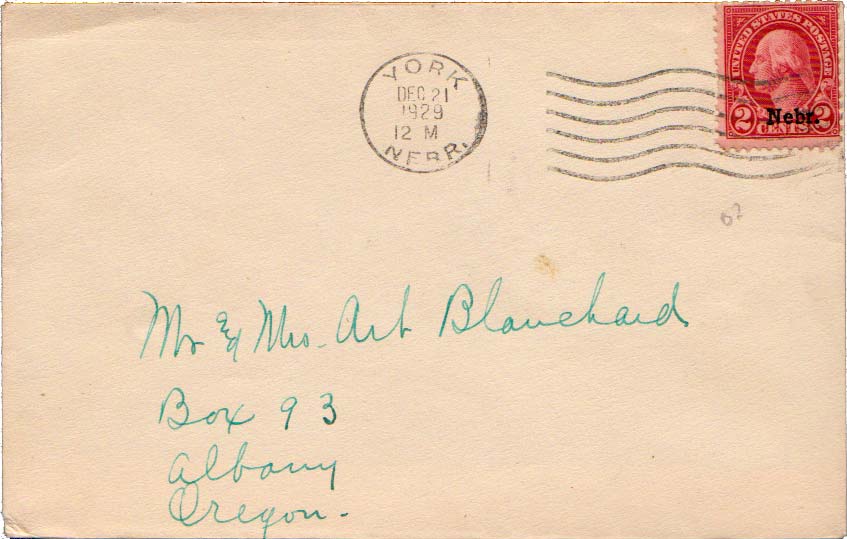 YORK
DEC 21
1929
12 M
NEBR.
UNITED STATES POSTAGE
2 CENTS 2
Nebr.
Mr & Mrs. Art Blanchard
Box 93
Albany
Oregon.